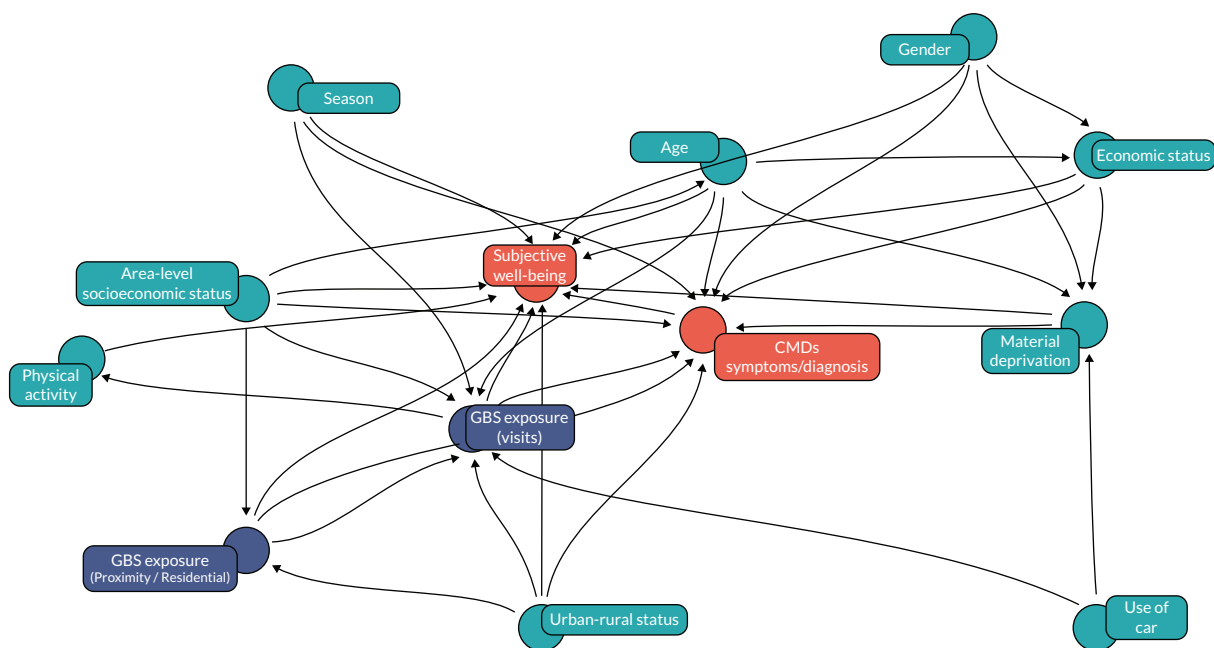 Gender
Season
Age
Economic status
Subjective
well-being
Area-level
socioeconomic status
CMDs
symptoms/diagnosis
Material
deprivation
Physical
activity
GBS exposure
(visits)
GBS exposure
(Proximity / Residential)
Urban-rural status
Use of
car